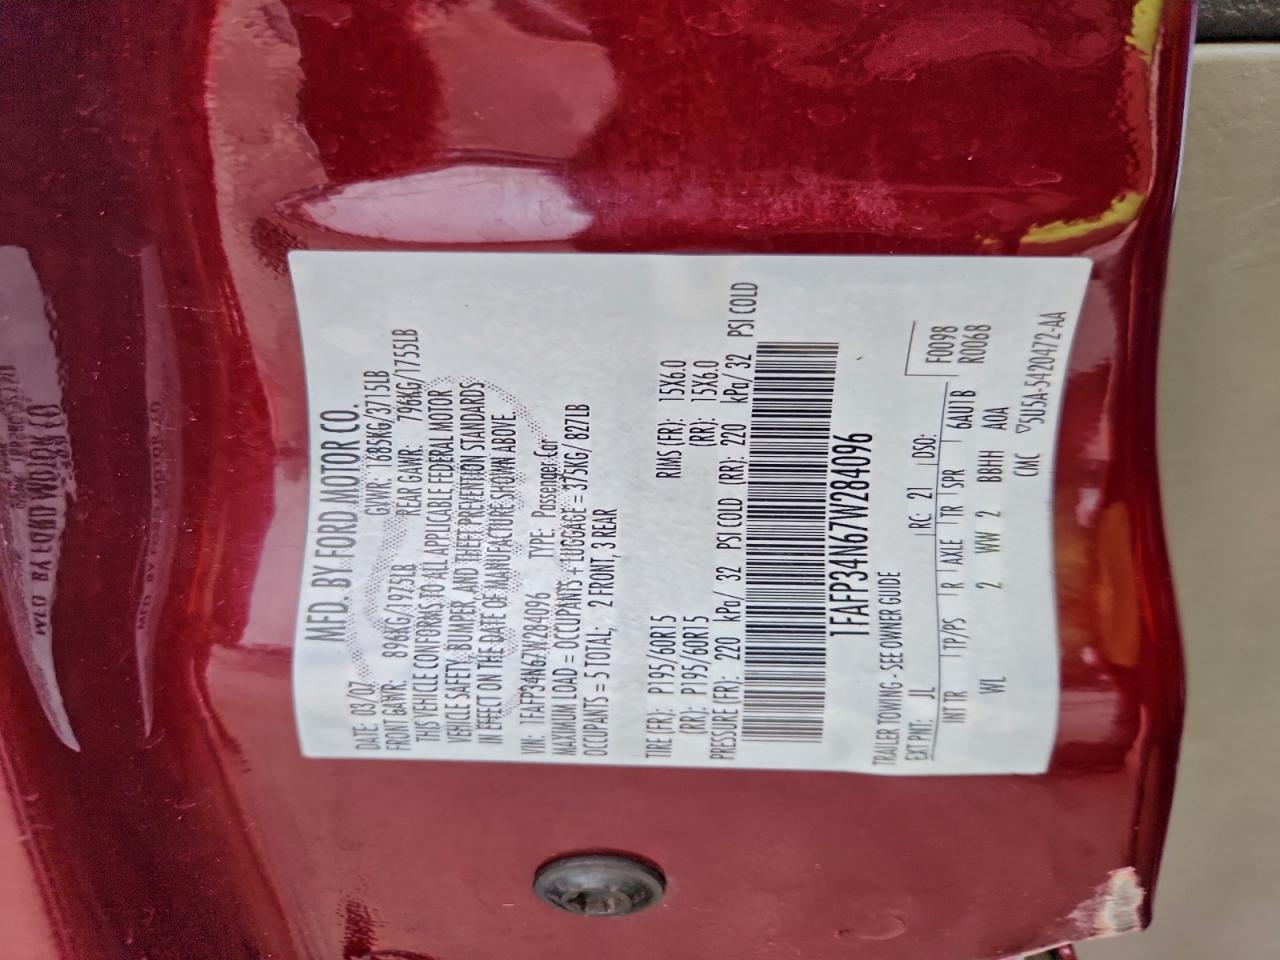 MFD. BY FORD MOTOR CO.
DATE: 03/07 GVWR: 1685KG/3715LB
FRONT GAWR: 896KG/1975LB REAR GAWR: 796KG/1755LB
THIS VEHICLE CONFORMS TO ALL APPLICABLE FEDERAL MOTOR
VEHICLE SAFETY, BUMPER, AND THEFT PREVENTION STANDARDS
IN EFFECT ON THE DATE OF MANUFACTURE SHOWN ABOVE.
VIN: 1FAFP34N67W284096 TYPE: Passenger Car
MAXIMUM LOAD = OCCUPANTS + LUGGAGE = 375KG/ 827LB
OCCUPANTS = 5 TOTAL; 2 FRONT, 3 REAR
TIRE (FR): P195/60R15 RIMS (FR): 15X6.0
(RR): P195/60R15 (RR): 15X6.0
PRESSURE (FR): 220 kPa/ 32 PSI COLD (RR): 220 kPa/ 32 PSI COLD
1FAFP34N67W284096
TRAILER TOWING - SEE OWNER GUIDE
EXT PNT: JL RC: 21 DSO: F0098
INT TR TP/PS R AXLE TR SPR 6AU1B R0068
WL 2 WW 2 BBHH AOA
CMC 5U5A-5420472-AA